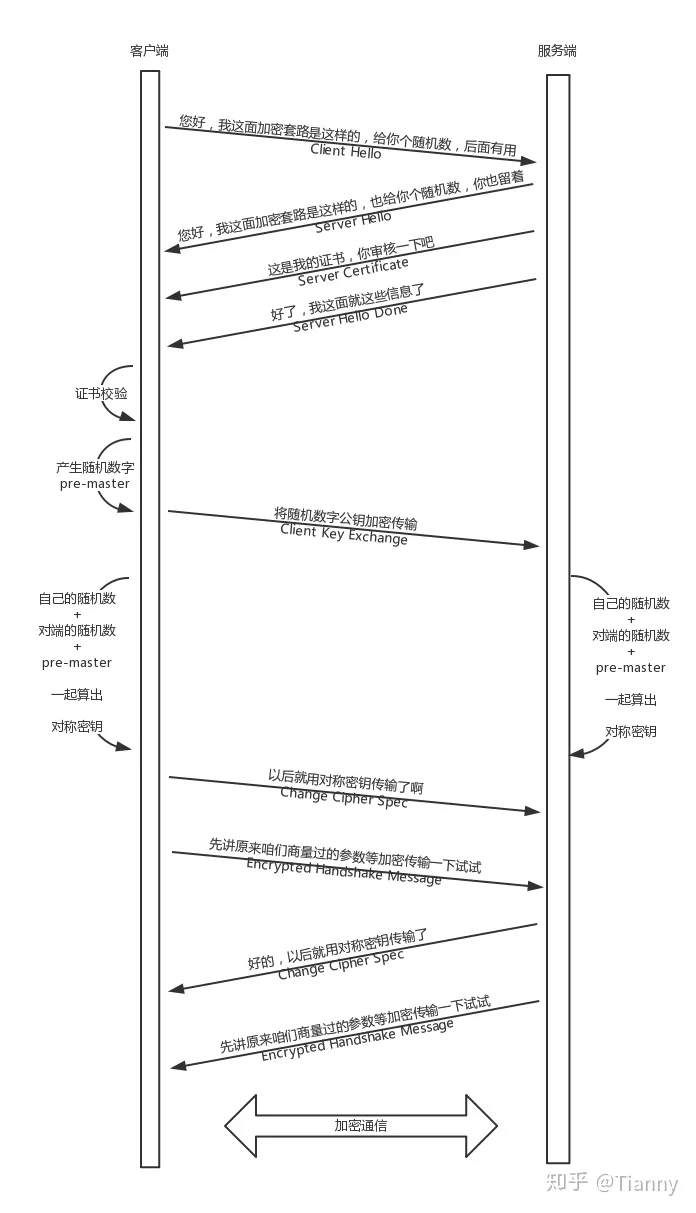 客户端
服务端
您好，我这面加密套路是这样的，给你个随机数，后面有用
Client Hello
您好，我这面加密套路是这样的，也给你个随机数，你也留着
Server Hello
这是我的证书，你审核一下吧
Server Certificate
好了，我这面就这些信息了
Server Hello Done
证书校验
产生随机数字
pre-master
将随机数字公钥加密传输
Client Key Exchange
自己的随机数
+
对端的随机数
+
pre-master
一起算出
对称密钥
自己的随机数
+
对端的随机数
+
pre-master
一起算出
对称密钥
以后就用对称密钥传输了啊
Change Cipher Spec
先讲原来咱们商量过的参数等加密传输一下试试
Encrypted Handshake Message
好的，以后就用对称密钥传输了
Change Cipher Spec
先讲原来咱们商量过的参数等加密传输一下试试
Encrypted Handshake Message
加密通信
知乎 @Tianny